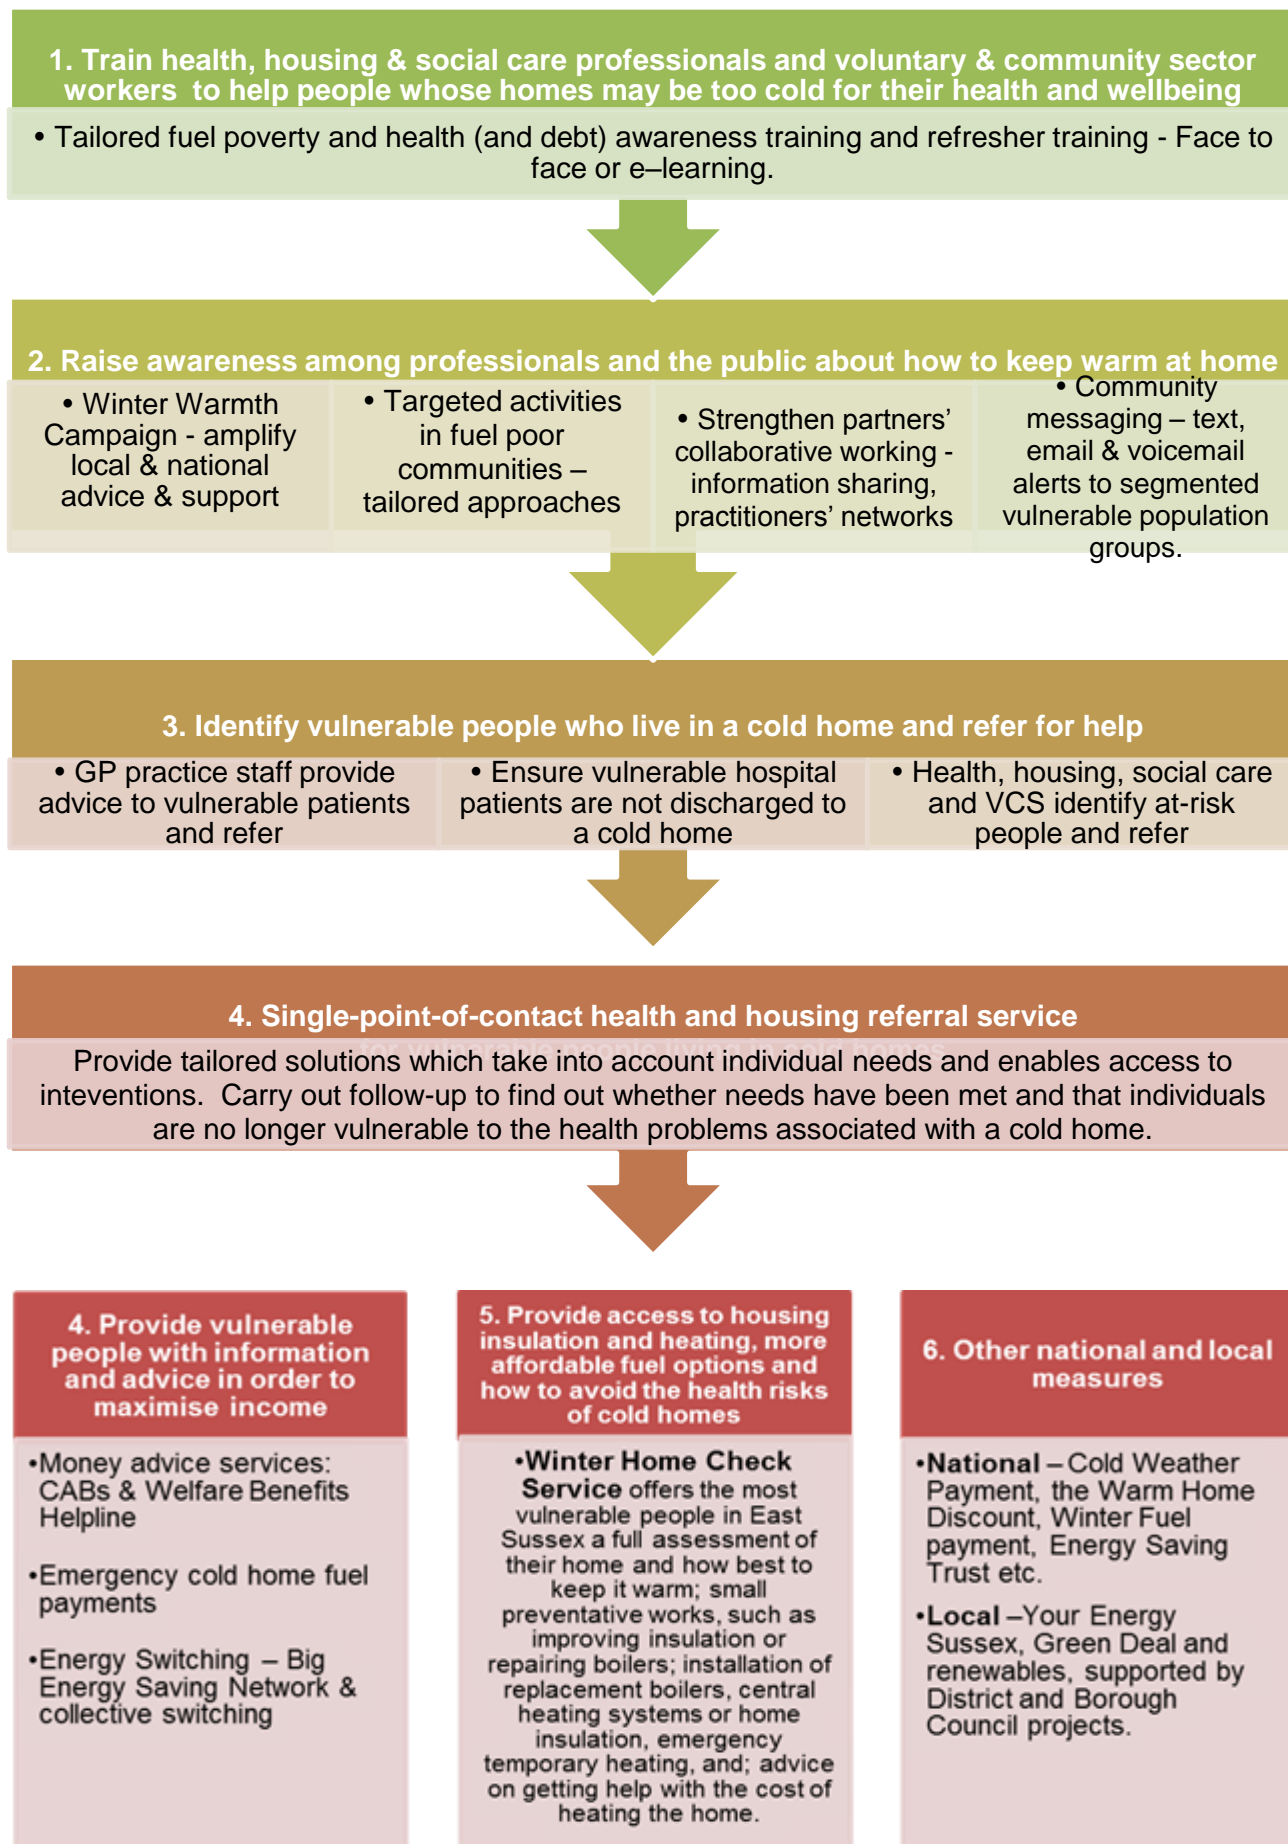 1. Train health, housing & social care professionals and voluntary & community sector
workers to help people whose homes may be too cold for their health and wellbeing
• Tailored fuel poverty and health (and debt) awareness training and refresher training - Face to
face or e–learning.
2. Raise awareness among professionals and the public about how to keep warm at home
• Winter Warmth
Campaign - amplify
local & national
advice & support
• Targeted activities
in fuel poor
communities –
tailored approaches
• Strengthen partners’
collaborative working -
information sharing,
practitioners’ networks
• Community
messaging – text,
email & voicemail
alerts to segmented
vulnerable population
groups.
3. Identify vulnerable people who live in a cold home and refer for help
• GP practice staff provide
advice to vulnerable patients
and refer
• Ensure vulnerable hospital
patients are not discharged to
a cold home
• Health, housing, social care
and VCS identify at-risk
people and refer
4. Single-point-of-contact health and housing referral service
for vulnerable people living in cold homes
Provide tailored solutions which take into account individual needs and enables access to
inteventions. Carry out follow-up to find out whether needs have been met and that individuals
are no longer vulnerable to the health problems associated with a cold home.
4. Provide vulnerable
people with information
and advice in order to
maximise income
•Money advice services:
CABs & Welfare Benefits
Helpline
•Emergency cold home fuel
payments
•Energy Switching – Big
Energy Saving Network &
collective switching
5. Provide access to housing
insulation and heating, more
affordable fuel options and
how to avoid the health risks
of cold homes
•Winter Home Check
Service offers the most
vulnerable people in East
Sussex a full assessment of
their home and how best to
keep it warm; small
preventative works, such as
improving insulation or
repairing boilers; installation of
replacement boilers, central
heating systems or home
insulation, emergency
temporary heating, and; advice
on getting help with the cost of
heating the home.
6. Other national and local
measures
•National – Cold Weather
Payment, the Warm Home
Discount, Winter Fuel
payment, Energy Saving
Trust etc.
•Local –Your Energy
Sussex, Green Deal and
renewables, supported by
District and Borough
Council projects.